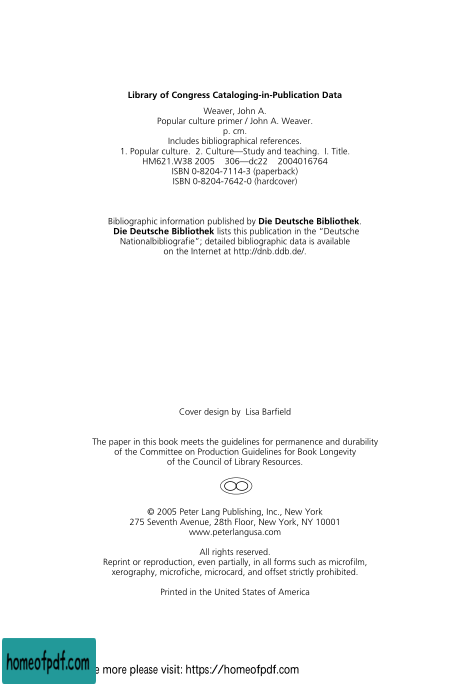 Library of Congress Cataloging-in-Publication Data
Weaver, John A.
Popular culture primer / John A. Weaver.
p. cm.
Includes bibliographical references.
1. Popular culture. 2. Culture—Study and teaching. I. Title.
HM621.W38 2005 306—dc22 2004016764
ISBN 0-8204-7114-3 (paperback)
ISBN 0-8204-7642-0 (hardcover)
Bibliographic information published by Die Deutsche Bibliothek.
Die Deutsche Bibliothek lists this publication in the “Deutsche
Nationalbibliografie”; detailed bibliographic data is available
on the Internet at http://dnb.ddb.de/.
Cover design by Lisa Barfield
The paper in this book meets the guidelines for permanence and durability
of the Committee on Production Guidelines for Book Longevity
of the Council of Library Resources.
© 2005 Peter Lang Publishing, Inc., New York
275 Seventh Avenue, 28th Floor, New York, NY 10001
www.peterlangusa.com
All rights reserved.
Reprint or reproduction, even partially, in all forms such as microfilm,
xerography, microfiche, microcard, and offset strictly prohibited.
Printed in the United States of America
homeofpdf.com
e more please visit: https://homeofpdf.com